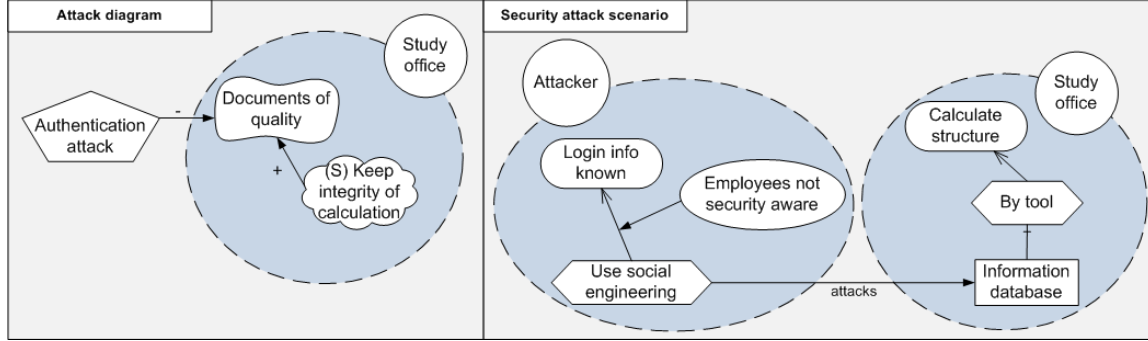 Attack diagram
Study
office
Documents of
quality
-
Authentication
attack
+
(S) Keep
integrity of
calculation
Security attack scenario
Attacker
Study
office
Calculate
structure
Login info
known
Employees not
security aware
By tool
Use social
engineering
attacks
Information
database